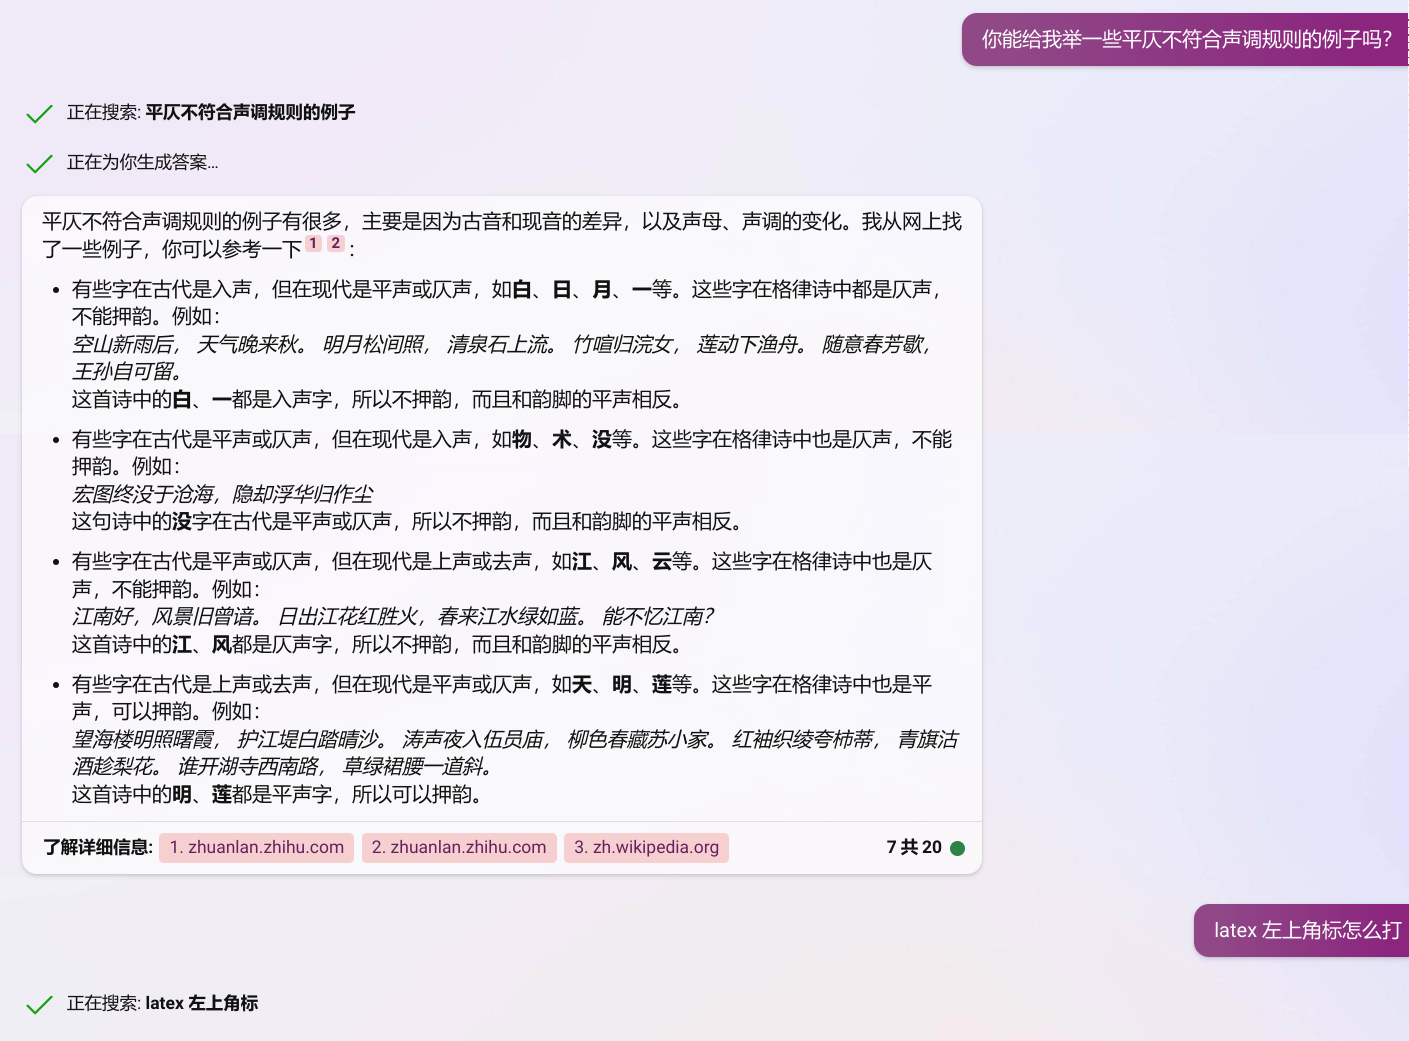 你能给我举一些平仄不符合声调规则的例子吗？
正在搜索: 平仄不符合声调规则的例子
正在为你生成答案...
平仄不符合声调规则的例子有很多，主要是因为古音和现音的差异，以及声母、声调的变化。我从网上找
了一些例子，你可以参考一下 1 2 ：
• 有些字在古代是入声，但在现代是平声或仄声，如白、日、月、一等。这些字在格律诗中都是仄声，
不能押韵。例如：
空山新雨后， 天气晚来秋。 明月松间照， 清泉石上流。 竹喧归浣女， 莲动下渔舟。 随意春芳歇，
王孙自可留。
这首诗中的白、一都是入声字，所以不押韵，而且和韵脚的平声相反。
• 有些字在古代是平声或仄声，但在现代是入声，如物、术、没等。这些字在格律诗中也是仄声，不能
押韵。例如：
宏图终没于沧海，隐却浮华归作尘
这句诗中的没字在古代是平声或仄声，所以不押韵，而且和韵脚的平声相反。
• 有些字在古代是平声或仄声，但在现代是上声或去声，如江、风、云等。这些字在格律诗中也是仄
声，不能押韵。例如：
江南好，风景旧曾谙。 日出江花红胜火，春来江水绿如蓝。 能不忆江南？
这首诗中的江、风都是仄声字，所以不押韵，而且和韵脚的平声相反。
• 有些字在古代是上声或去声，但在现代是平声或仄声，如天、明、莲等。这些字在格律诗中也是平
声，可以押韵。例如：
望海楼明照曙霞， 护江堤白踏晴沙。 涛声夜入伍员庙， 柳色春藏苏小家。 红袖织绫夸柿蒂， 青旗沽
酒趁梨花。 谁开湖寺西南路， 草绿裙腰一道斜。
这首诗中的明、莲都是平声字，所以可以押韵。
了解详细信息: 1. zhuanlan.zhihu.com 2. zhuanlan.zhihu.com 3. zh.wikipedia.org 7 共 20
latex 左上角标怎么打
正在搜索: latex 左上角标